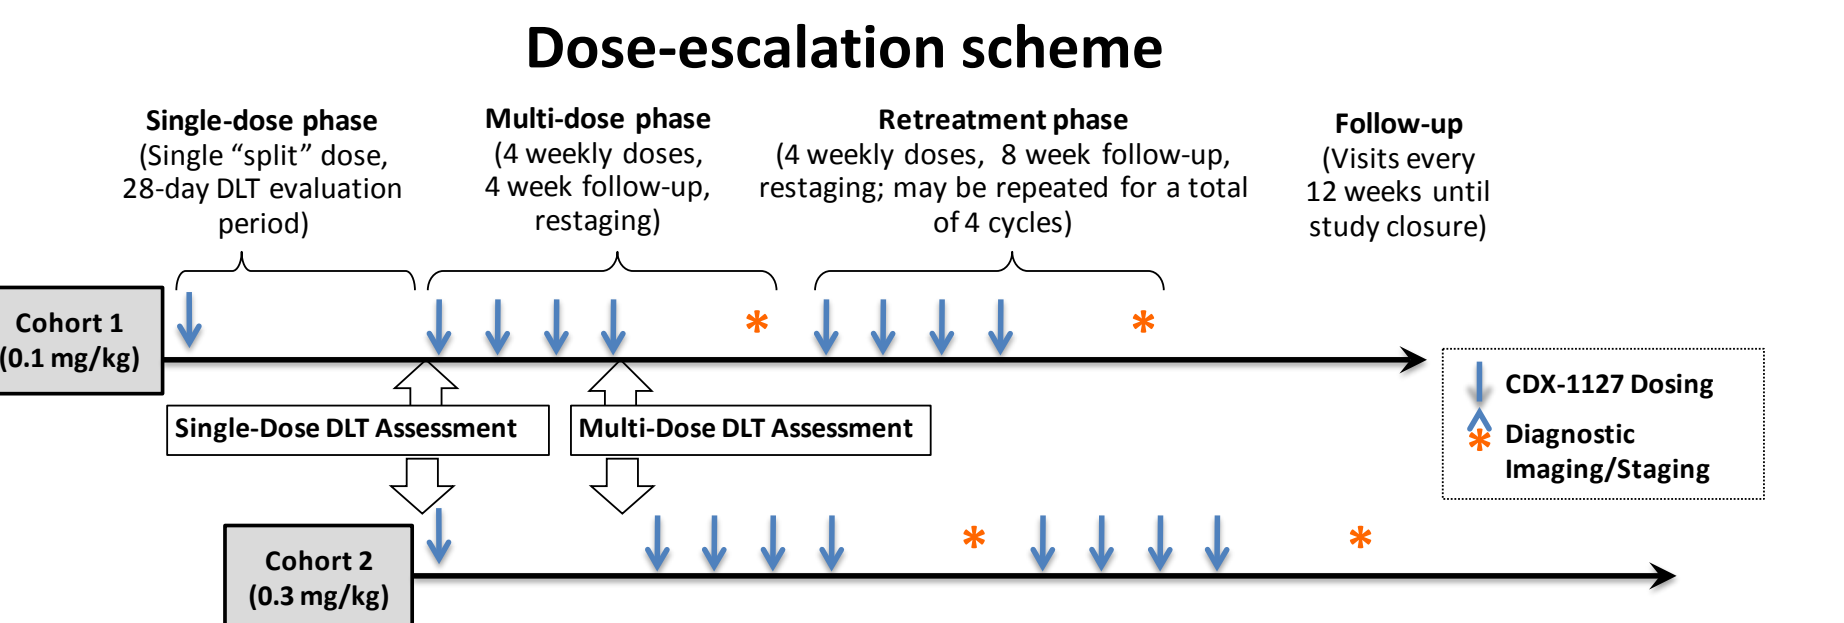 Dose-escalation scheme
Single-dose phase
(Single “split” dose,
28-day DLT evaluation
period)
Multi-dose phase
(4 weekly doses,
4 week follow-up,
restaging)
Retreatment phase
(4 weekly doses, 8 week follow-up,
restaging; may be repeated for a total
of 4 cycles)
Follow-up
(Visits every
12 weeks until
study closure)
Cohort 1
(0.1 mg/kg)
*
*
Single-Dose DLT Assessment
Multi-Dose DLT Assessment
CDX-1127 Dosing
* Diagnostic
Imaging/Staging
Cohort 2
(0.3 mg/kg)
*
*